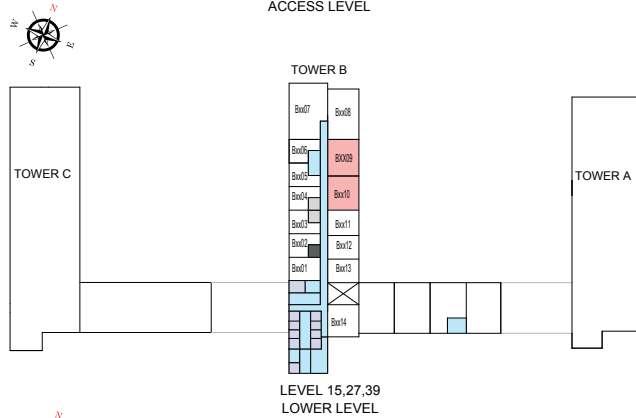 ACCESS LEVEL
N
W
E
S
TOWER B
Bxx07
Bxx08
Bxx06
BXX09
Bxx05
TOWER C
TOWER A
Bxx04
Bxx10
Bxx03
Bxx11
Bxx02
Bxx12
Bxx01
Bxx13
Bxx14
LEVEL 15,27,39
LOWER LEVEL
N